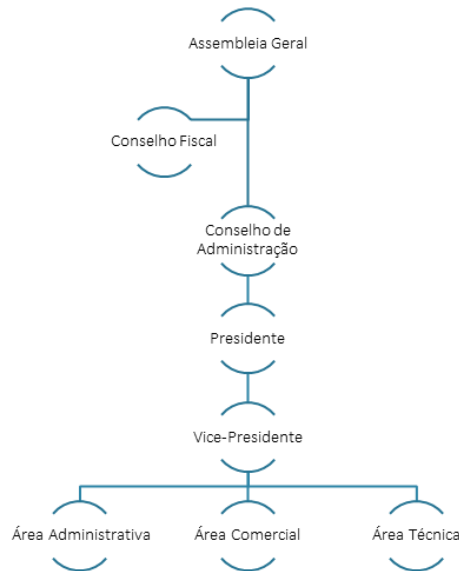 Assembleia Geral
Conselho Fiscal
Conselho de
Administração
Presidente
Vice-Presidente
Área Administrativa
Área Comercial
Área Técnica